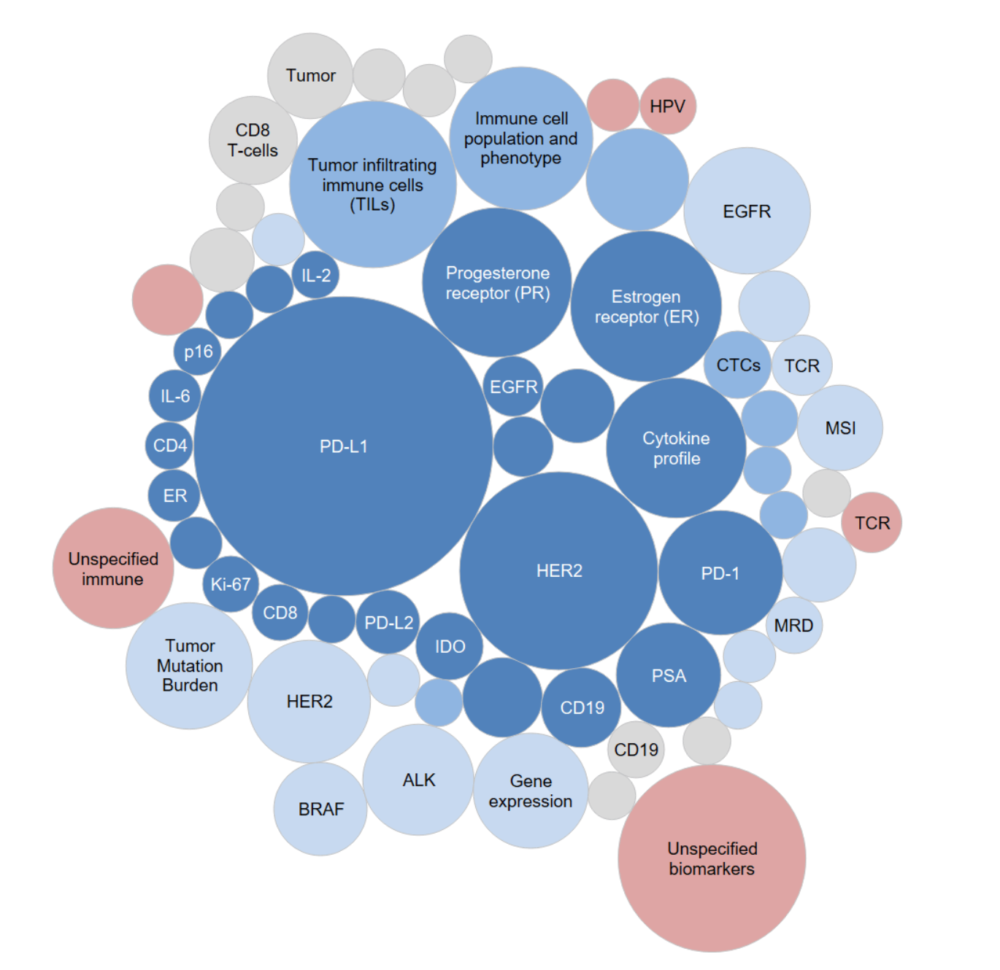 Tumor
HPV
Immune cell
population and
phenotype
CD8
T-cells
Tumor infiltrating
immune cells
(TILs)
EGFR
IL-2
Progesterone
receptor (PR)
Estrogen
receptor (ER)
p16
CTCs
TCR
EGFR
IL-6
MSI
CD4
PD-L1
Cytokine
profile
ER
TCR
Unspecified
immune
HER2
PD-1
Ki-67
CD8
PD-L2
MRD
IDO
Tumor
Mutation
Burden
PSA
HER2
CD19
CD19
ALK
Gene
expression
BRAF
Unspecified
biomarkers